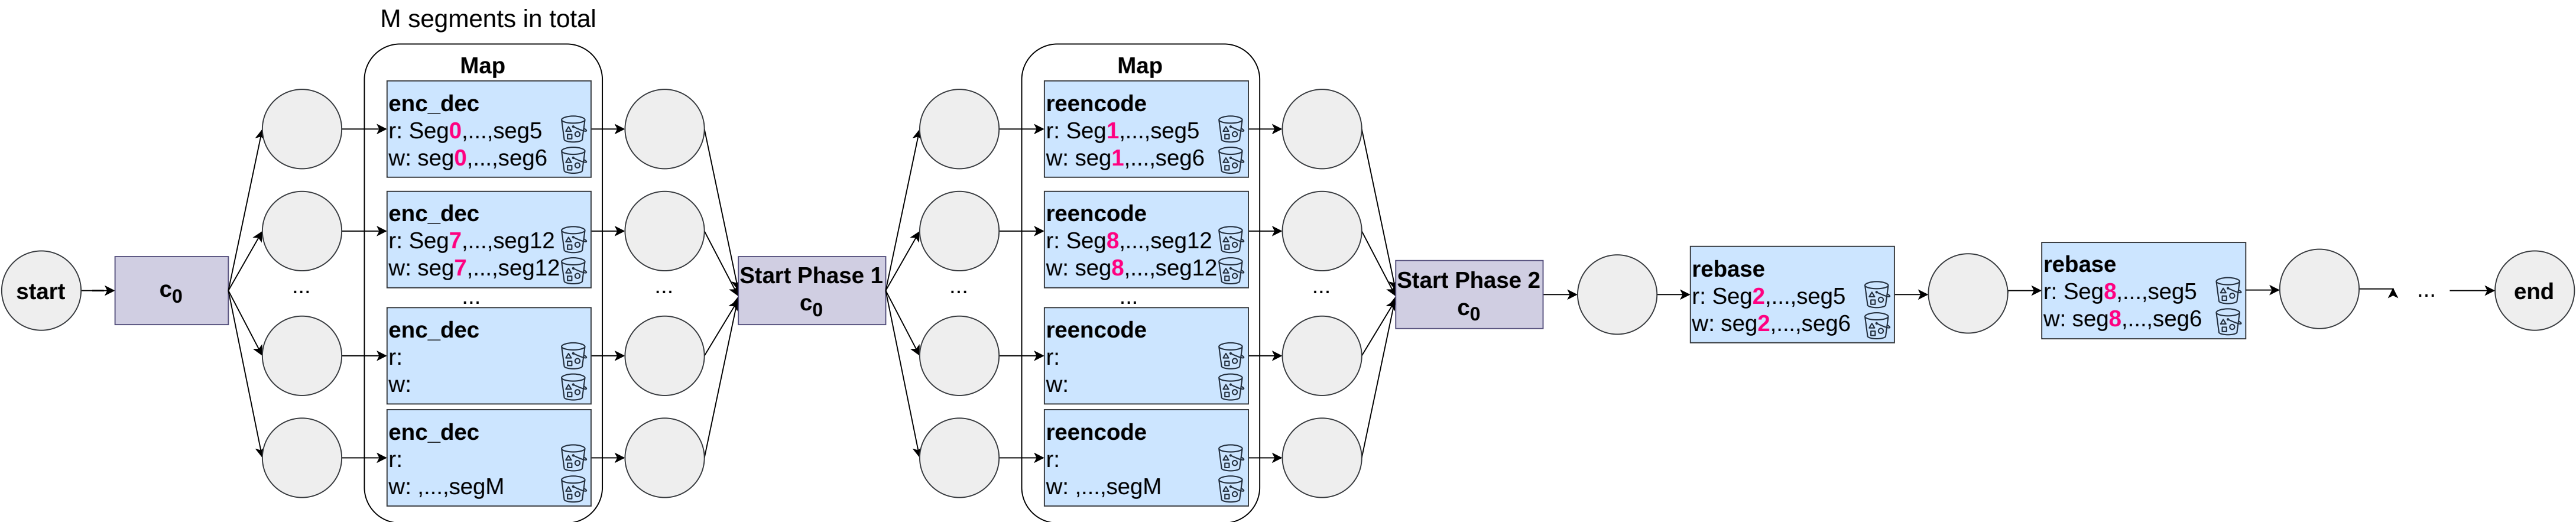 M segments in total
start
c0
...
Map
enc_dec
r: Seg0,...,seg5
w: seg0,...,seg6
enc_dec
r: Seg7,...,seg12
w: seg7,...,seg12
...
enc_dec
r:
w:
enc_dec
r:
w: ,...,segM
...
Start Phase 1
c0
...
Map
reencode
r: Seg1,...,seg5
w: seg1,...,seg6
reencode
r: Seg8,...,seg12
w: seg8,...,seg12
...
reencode
r:
w:
reencode
r:
w: ,...,segM
...
Start Phase 2
c0
rebase
r: Seg2,...,seg5
w: seg2,...,seg6
rebase
r: Seg8,...,seg5
w: seg8,...,seg6
...
end